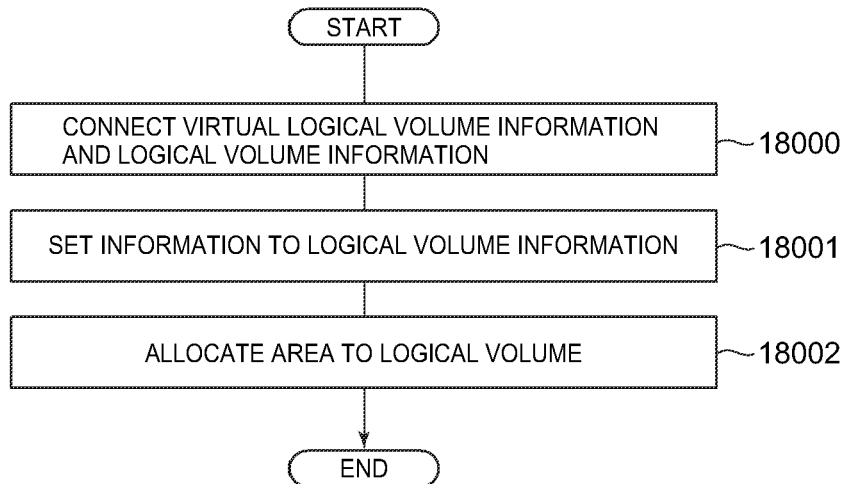 START
CONNECT VIRTUAL LOGICAL VOLUME INFORMATION
AND LOGICAL VOLUME INFORMATION
18000
SET INFORMATION TO LOGICAL VOLUME INFORMATION
18001
ALLOCATE AREA TO LOGICAL VOLUME
18002
END